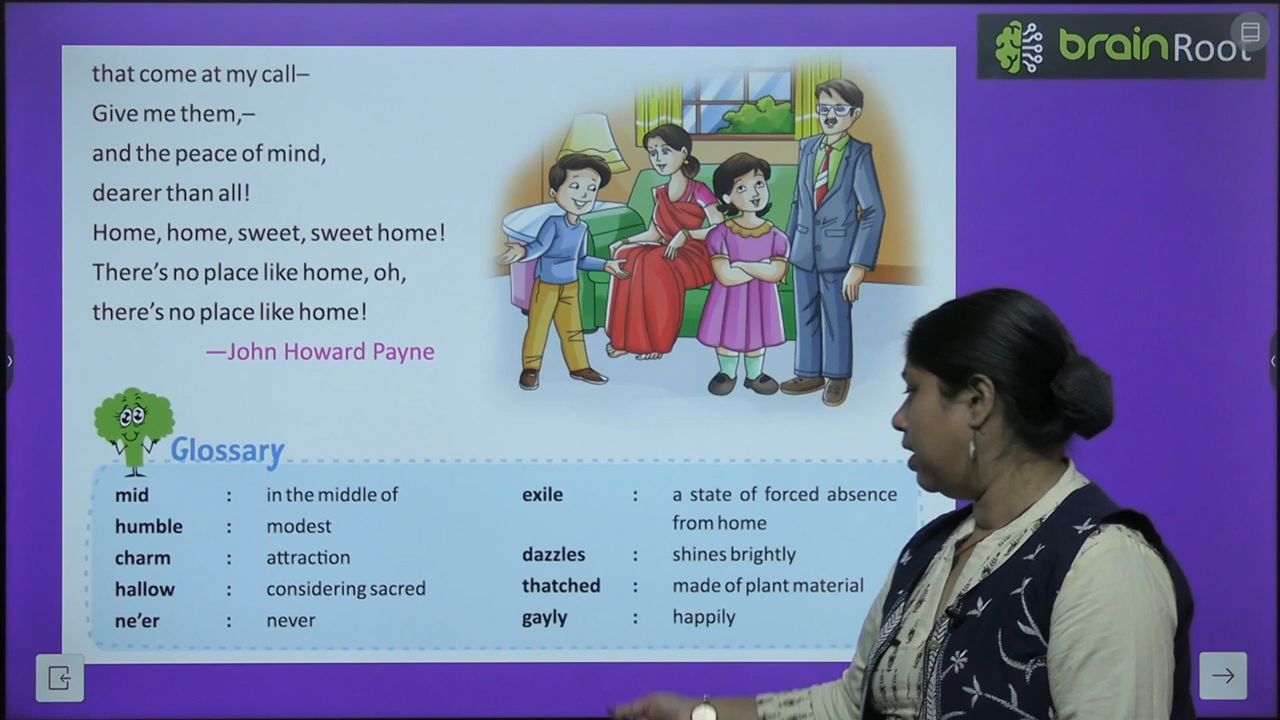 brainRoot
that come at my call–
Give me them,–
and the peace of mind,
dearer than all!
Home, home, sweet, sweet home!
There's no place like home, oh,
there's no place like home!
—John Howard Payne
Glossary
mid : in the middle of
humble : modest
charm : attraction
hallow : considering sacred
ne'er : never
exile : a state of forced absence
from home
dazzles : shines brightly
thatched : made of plant material
gayly : happily